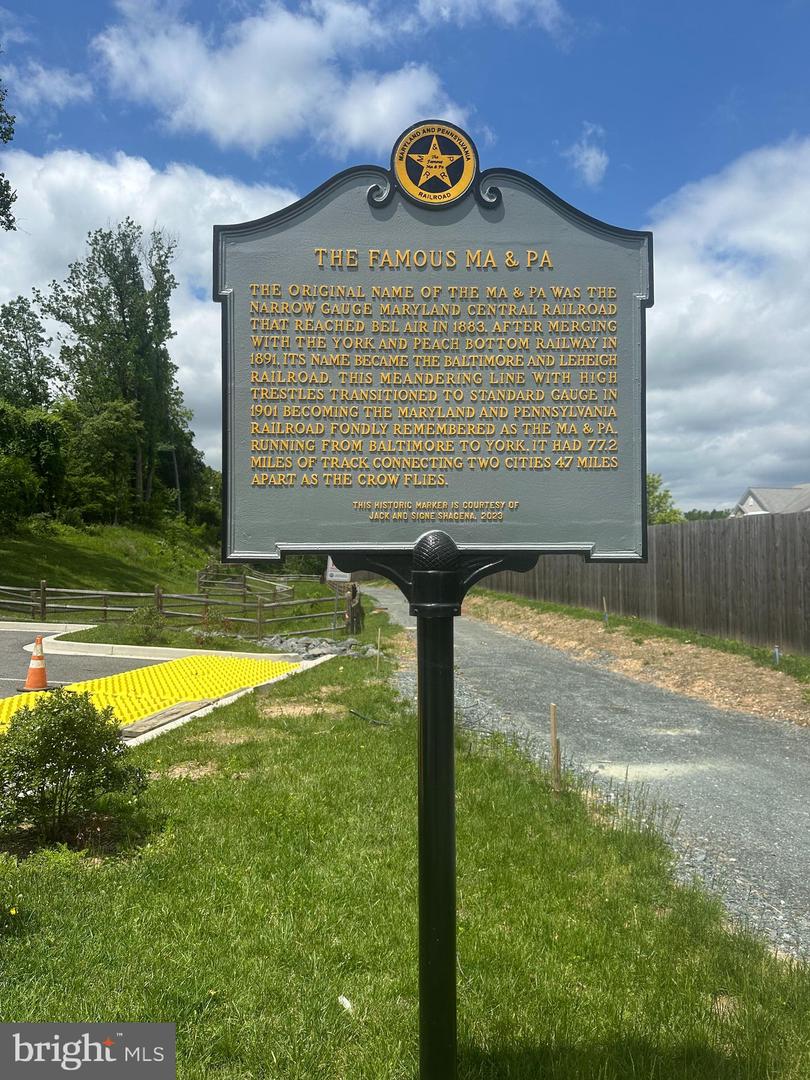 MARYLAND AND PENNSYLVANIA
M & P
R R
The
Famous
Ma & Pa
RAILROAD
THE FAMOUS MA & PA
THE ORIGINAL NAME OF THE MA & PA WAS THE
NARROW GAUGE MARYLAND CENTRAL RAILROAD
THAT REACHED BEL AIR IN 1883. AFTER MERGING
WITH THE YORK AND PEACH BOTTOM RAILWAY IN
1891, ITS NAME BECAME THE BALTIMORE AND LEHEIGH
RAILROAD. THIS MEANDERING LINE WITH HIGH
TRESTLES TRANSITIONED TO STANDARD GAUGE IN
1901 BECOMING THE MARYLAND AND PENNSYLVANIA
RAILROAD FONDLY REMEMBERED AS THE MA & PA.
RUNNING FROM BALTIMORE TO YORK, IT HAD 77.2
MILES OF TRACK CONNECTING TWO CITIES 47 MILES
APART AS THE CROW FLIES.
THIS HISTORIC MARKER IS COURTESY OF
JACK AND SIGNE SHAGENA, 2023
bright MLS